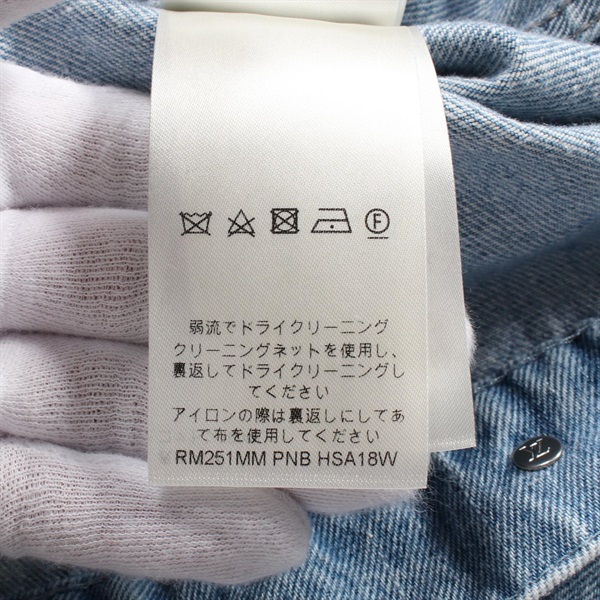 F
弱流でドライクリーニング
クリーニングネットを使用し、
裏返してドライクリーニングし
てください
アイロンの際は裏返しにしてあ
て布を使用してください
RM251MM PNB HSA18W
LV